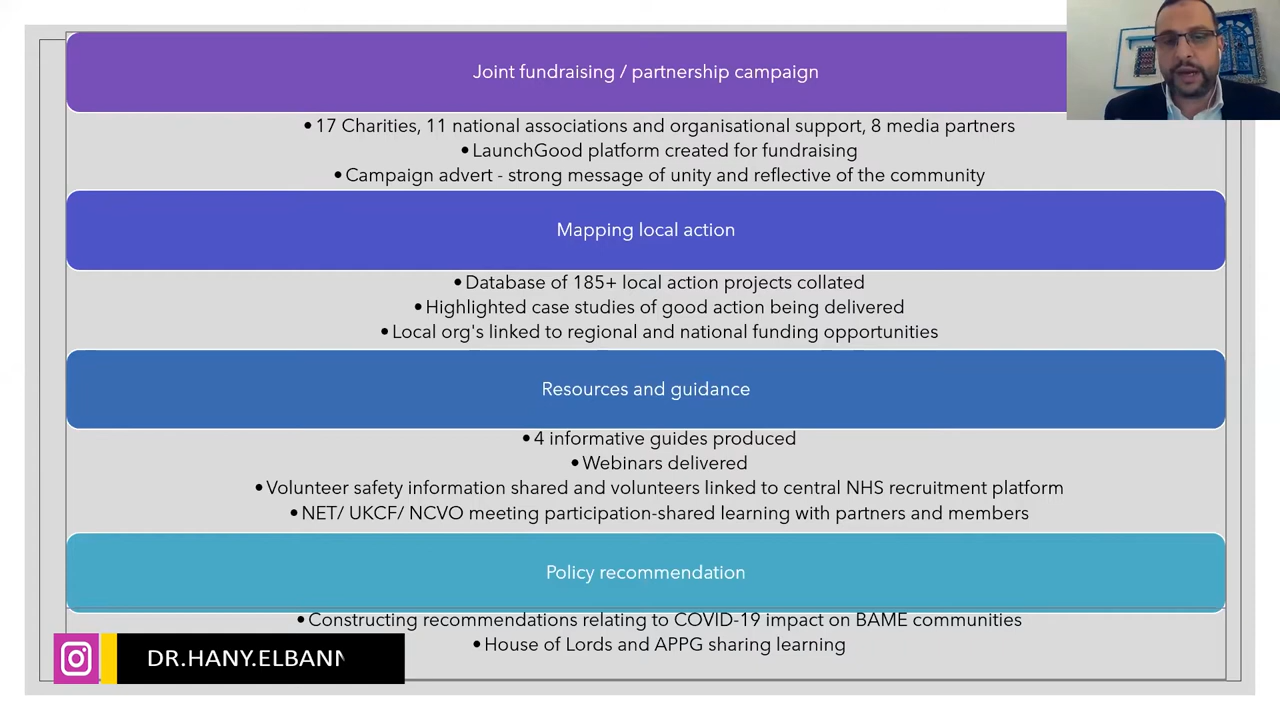 Joint fundraising / partnership campaign
•17 Charities, 11 national associations and organisational support, 8 media partners
•LaunchGood platform created for fundraising
•Campaign advert - strong message of unity and reflective of the community
Mapping local action
•Database of 185+ local action projects collated
•Highlighted case studies of good action being delivered
•Local org's linked to regional and national funding opportunities
Resources and guidance
•4 informative guides produced
•Webinars delivered
•Volunteer safety information shared and volunteers linked to central NHS recruitment platform
•NET/ UKCF/ NCVO meeting participation-shared learning with partners and members
Policy recommendation
•Constructing recommendations relating to COVID-19 impact on BAME communities
•House of Lords and APPG sharing learning
DR.HANY.ELBANN